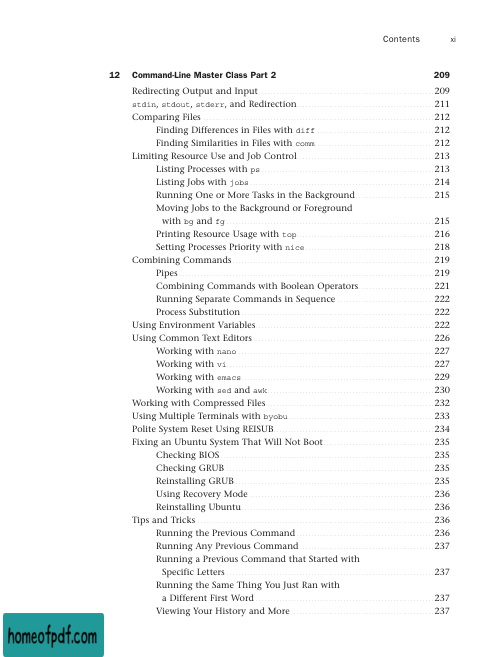 Contents xi
12 Command-Line Master Class Part 2 209
Redirecting Output and Input 209
stdin, stdout, stderr, and Redirection 211
Comparing Files 212
Finding Differences in Files with diff 212
Finding Similarities in Files with comm 212
Limiting Resource Use and Job Control 213
Listing Processes with ps 213
Listing Jobs with jobs 214
Running One or More Tasks in the Background 215
Moving Jobs to the Background or Foreground
with bg and fg 215
Printing Resource Usage with top 216
Setting Processes Priority with nice 218
Combining Commands 219
Pipes 219
Combining Commands with Boolean Operators 221
Running Separate Commands in Sequence 222
Process Substitution 222
Using Environment Variables 222
Using Common Text Editors 226
Working with nano 227
Working with vi 227
Working with emacs 229
Working with sed and awk 230
Working with Compressed Files 232
Using Multiple Terminals with byobu 233
Polite System Reset Using REISUB 234
Fixing an Ubuntu System That Will Not Boot 235
Checking BIOS 235
Checking GRUB 235
Reinstalling GRUB 235
Using Recovery Mode 236
Reinstalling Ubuntu 236
Tips and Tricks 236
Running the Previous Command 236
Running Any Previous Command 237
Running a Previous Command that Started with
Specific Letters 237
Running the Same Thing You Just Ran with
a Different First Word 237
Viewing Your History and More 237
homeofpdf.com